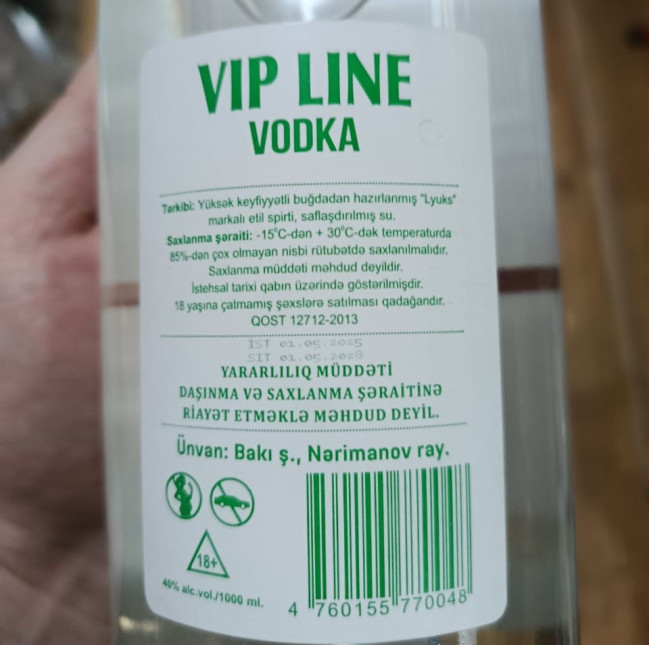 VIP LINE
VODKA
Tərkibi: Yüksək keyfiyyətli buğdadan hazırlanmış "Lyuks"
markalı etil spirti, saflaşdırılmış su.
Saxlanma şəraiti: -15°C-dən + 30°C-dək temperaturda
85%-dən çox olmayan nisbi rütubətdə saxlanılmalıdır.
Saxlanma müddəti məhdud deyildir.
İstehsal tarixi qabın üzərində göstərilmişdir.
18 yaşına çatmamış şəxslərə satılması qadağandır.
QOST 12712-2013
IST 01.05.2025
SIT 01.05.2028
YARARLILIQ MÜDDƏTİ
DAŞINMA VƏ SAXLANMA ŞƏRAİTİNƏ
RİAYƏT ETMƏKLƏ MƏHDUD DEYİL.
Ünvan: Bakı ş., Nərimanov ray.
18+
40% alc.vol./1000 ml.
4 760155 770048